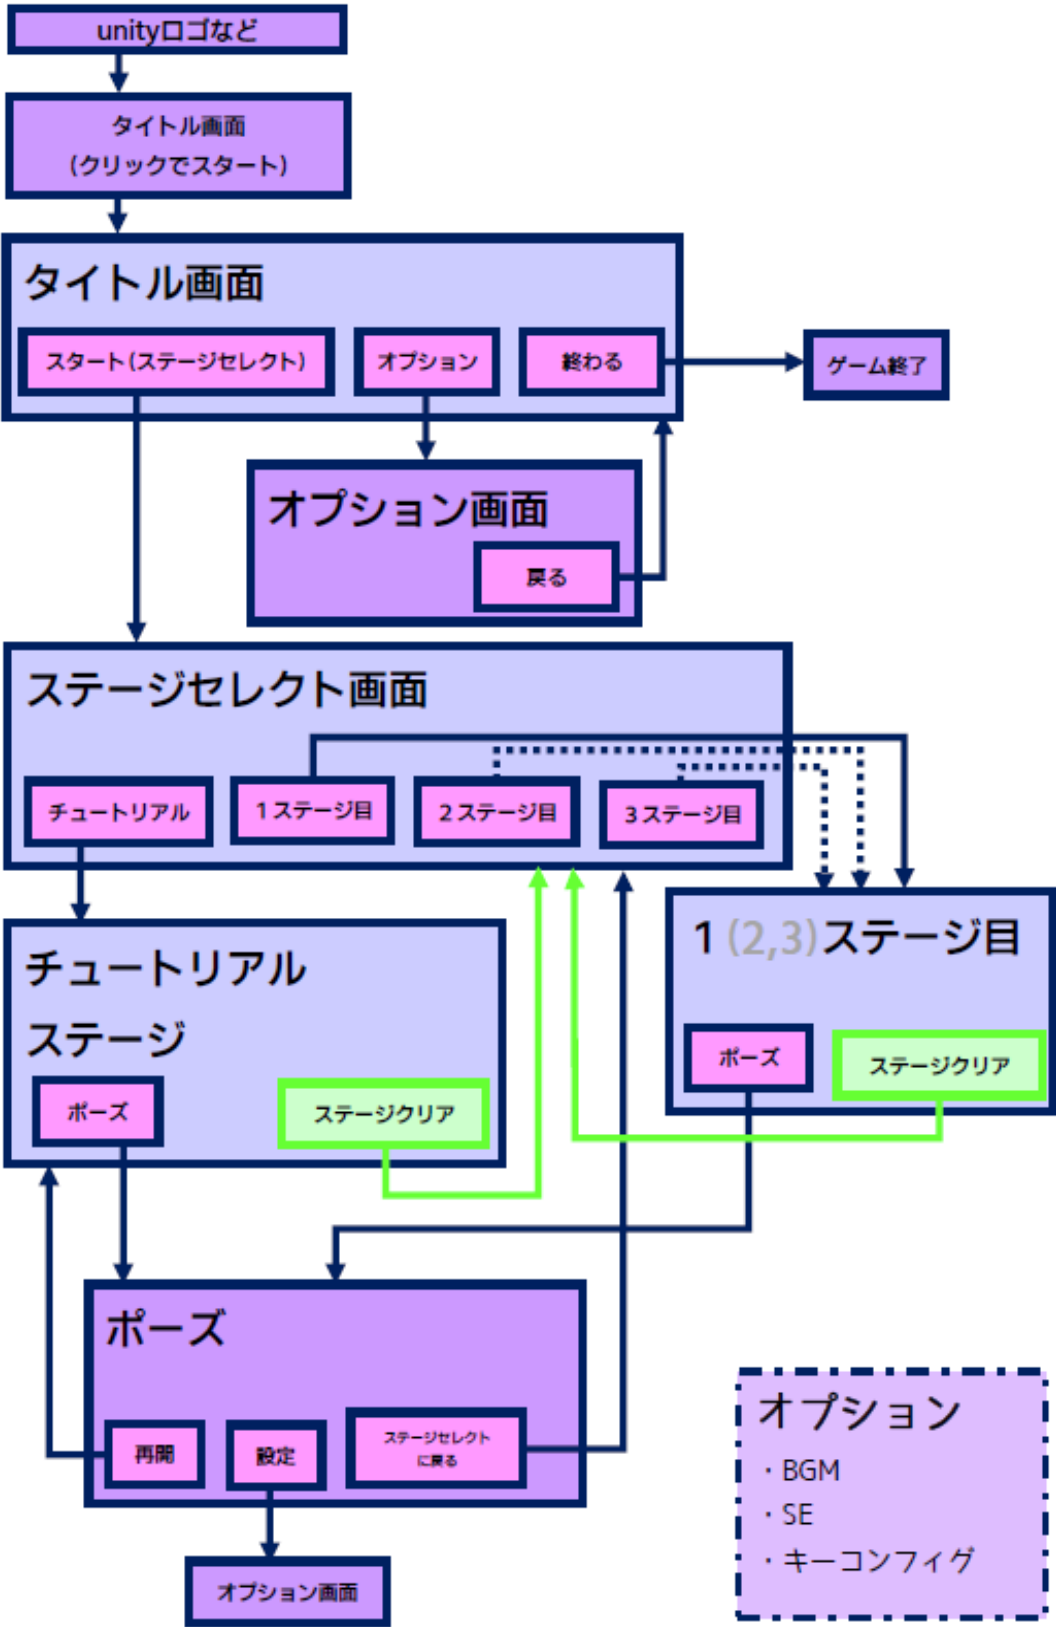 unityロゴなど
タイトル画面
(クリックでスタート)
タイトル画面
スタート(ステージセレクト)
オプション
終わる
ゲーム終了
オプション画面
戻る
ステージセレクト画面
チュートリアル
1ステージ目
2ステージ目
3ステージ目
チュートリアル
ステージ
ポーズ
ステージクリア
1(2,3)ステージ目
ポーズ
ステージクリア
ポーズ
再開
設定
ステージセレクト
に戻る
オプション画面
オプション
・BGM
・SE
・キーコンフィグ